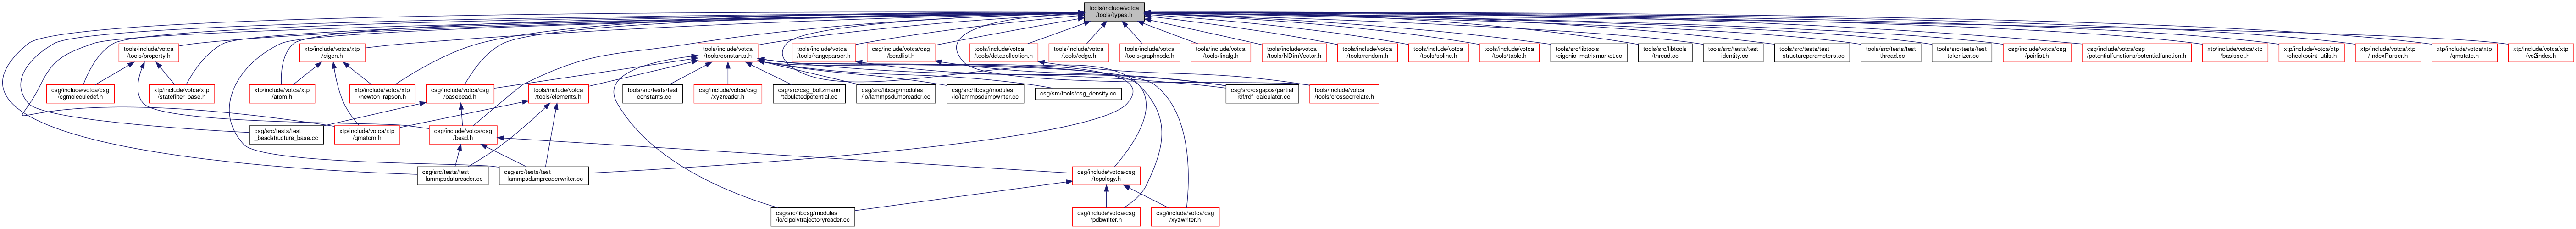 tools/include/votca
/tools/types.h
tools/include/votca
/tools/property.h
xtp/include/votca/xtp
/eigen.h
tools/include/votca
/tools/constants.h
tools/include/votca
/tools/rangeparser.h
csg/include/votca/csg
/beadlist.h
tools/include/votca
/tools/datacollection.h
tools/include/votca
/tools/edge.h
tools/include/votca
/tools/graphnode.h
tools/include/votca
/tools/linalg.h
tools/include/votca
/tools/NDimVector.h
tools/include/votca
/tools/random.h
tools/include/votca
/tools/spline.h
tools/include/votca
/tools/table.h
tools/src/libtools
/eigenio_matrixmarket.cc
tools/src/libtools
/thread.cc
tools/src/tests/test
_identity.cc
tools/src/tests/test
_structureparameters.cc
tools/src/tests/test
_thread.cc
tools/src/tests/test
_tokenizer.cc
csg/include/votca/csg
/pairlist.h
csg/include/votca/csg
/potentialfunctions/potentialfunction.h
xtp/include/votca/xtp
/basisset.h
xtp/include/votca/xtp
/checkpoint_utils.h
xtp/include/votca/xtp
/IndexParser.h
xtp/include/votca/xtp
/qmstate.h
xtp/include/votca/xtp
/vc2index.h
csg/include/votca/csg
/cgmoleculedef.h
xtp/include/votca/xtp
/statefilter_base.h
xtp/include/votca/xtp
/atom.h
xtp/include/votca/xtp
/newton_rapson.h
csg/include/votca/csg
/basebead.h
tools/include/votca
/tools/elements.h
tools/src/tests/test
_constants.cc
csg/include/votca/csg
/xyzreader.h
csg/src/csg_boltzmann
/tabulatedpotential.cc
csg/src/libcsg/modules
/io/lammpsdumpreader.cc
csg/src/libcsg/modules
/io/lammpsdumpwriter.cc
csg/src/tools/csg_density.cc
csg/src/csgapps/partial
_rdf/rdf_calculator.cc
tools/include/votca
/tools/crosscorrelate.h
csg/src/tests/test
_beadstructure_base.cc
xtp/include/votca/xtp
/qmatom.h
csg/include/votca/csg
/bead.h
csg/src/tests/test
_lammpsdatareader.cc
csg/src/tests/test
_lammpsdumpreaderwriter.cc
csg/include/votca/csg
/topology.h
csg/src/libcsg/modules
/io/dlpolytrajectoryreader.cc
csg/include/votca/csg
/pdbwriter.h
csg/include/votca/csg
/xyzwriter.h